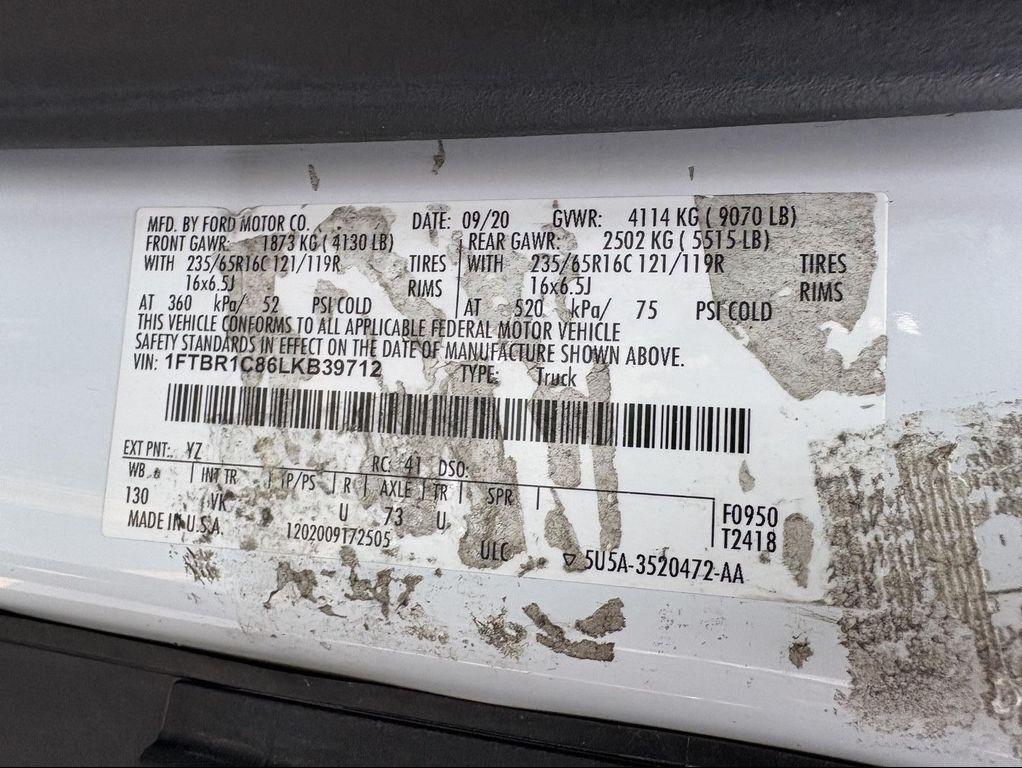 MFD. BY FORD MOTOR CO. DATE: 09/20 GVWR: 4114 KG ( 9070 LB)
FRONT GAWR: 1873 KG ( 4130 LB) REAR GAWR: 2502 KG ( 5515 LB)
WITH 235/65R16C 121/119R TIRES WITH 235/65R16C 121/119R TIRES
16x6.5J RIMS 16x6.5J RIMS
AT 360 kPa/ 52 PSI COLD AT 520 kPa/ 75 PSI COLD
THIS VEHICLE CONFORMS TO ALL APPLICABLE FEDERAL MOTOR VEHICLE
SAFETY STANDARDS IN EFFECT ON THE DATE OF MANUFACTURE SHOWN ABOVE.
VIN: 1FTBR1C86LKB39712 TYPE: Truck
EXT PNT: YZ RC: 41 DSO:
WB INT TR TP/PS R AXLE TR SPR
130 VK U 73 U F0950
MADE IN U.S.A. 1202009172505 T2418
ULC 5U5A-3520472-AA